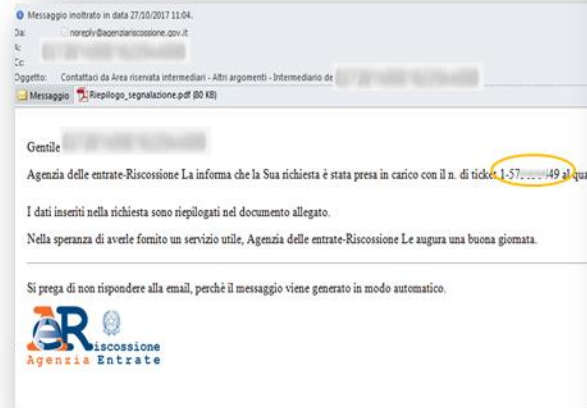 Messaggio inoltrato in data 27/10/2017 11:04.
Da: noreply@agenziariscossione.gov.it
A:
Cc:
Oggetto: Contattaci da Area riservata intermediari - Altri argomenti - Intermediario de
Messaggio Riepilogo_segnalazione.pdf (80 KB)
Gentile
Agenzia delle entrate-Riscossione La informa che la Sua richiesta è stata presa in carico con il n. di ticket 1-57 449 al qua
I dati inseriti nella richiesta sono riepilogati nel documento allegato.
Nella speranza di averle fornito un servizio utile, Agenzia delle entrate-Riscossione Le augura una buona giornata.
Si prega di non rispondere alla email, perchè il messaggio viene generato in modo automatico.
AeR iscossione
Agenzia Entrate